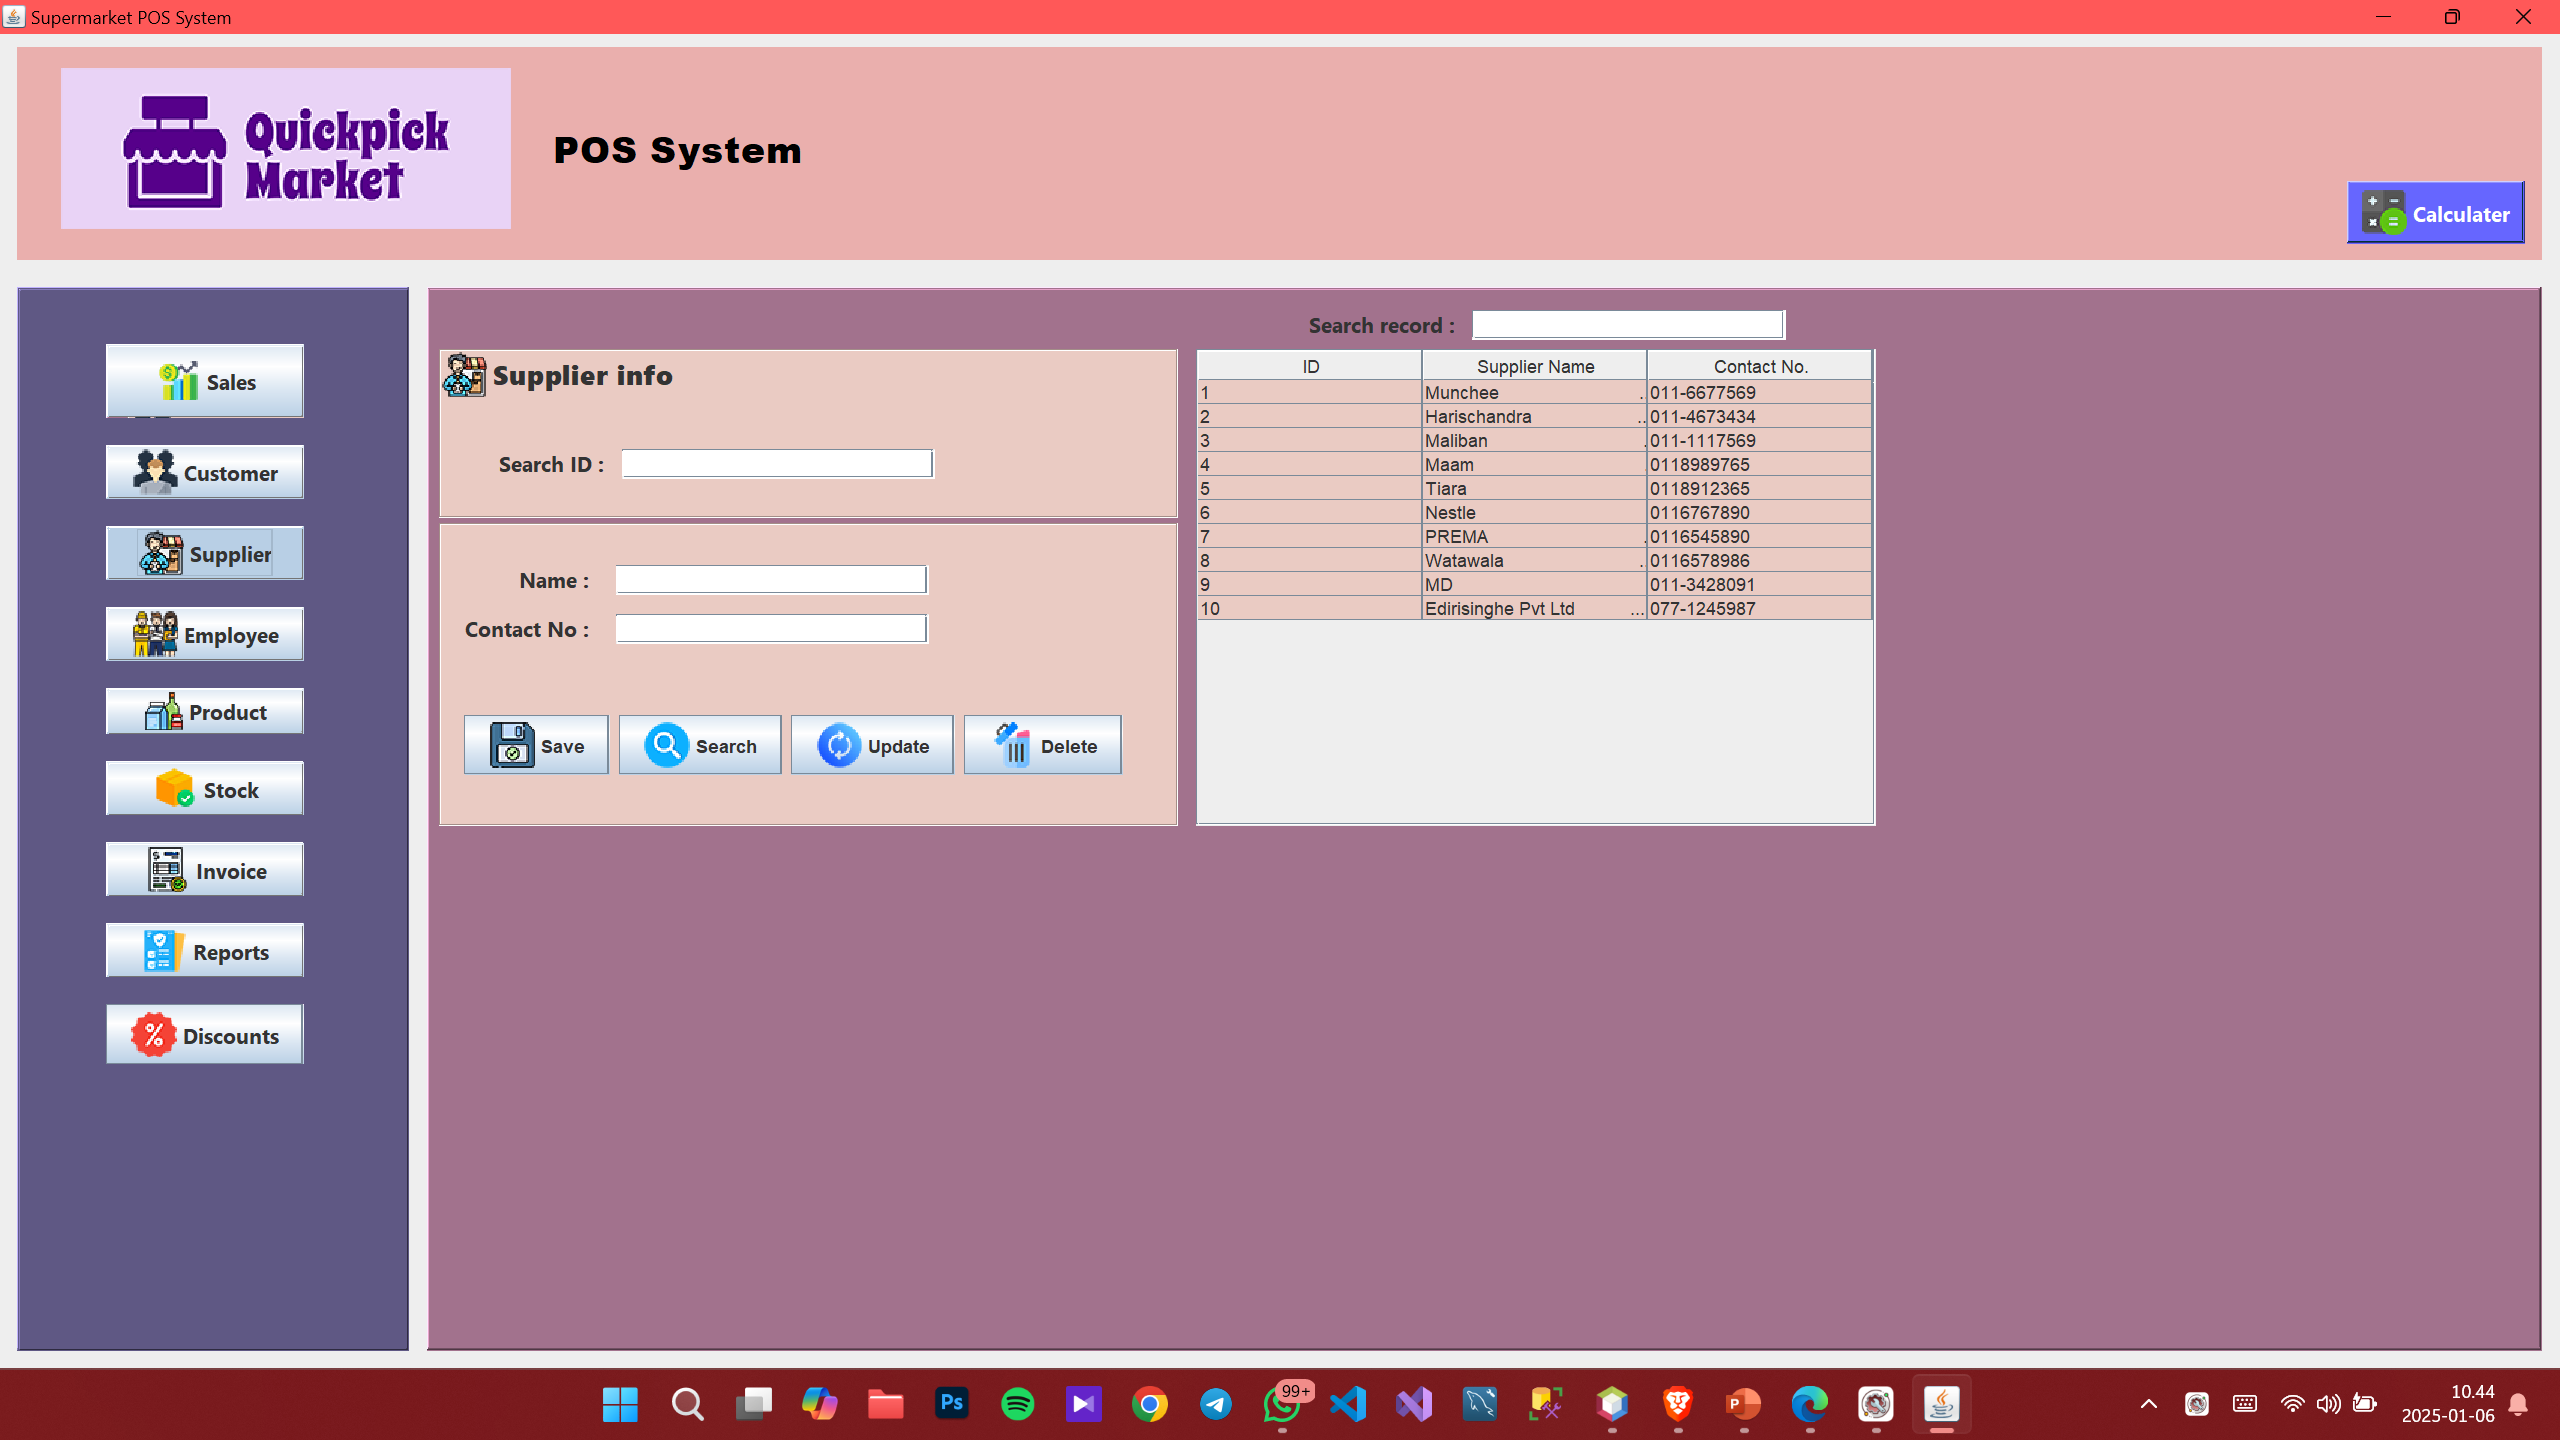 Supermarket POS System
Quickpick
Market
POS System
Calculater
Sales
Customer
Supplier
Employee
Product
Stock
Invoice
Reports
Discounts
Search record :
Supplier info
Search ID :
Name :
Contact No :
Save Search Update Delete
ID Supplier Name Contact No.
1 Munchee . 011-6677569
2 Harischandra .. 011-4673434
3 Maliban . 011-1117569
4 Maam 0118989765
5 Tiara 0118912365
6 Nestle 0116767890
7 PREMA . 0116545890
8 Watawala . 0116578986
9 MD 011-3428091
10 Edirisinghe Pvt Ltd ... 077-1245987
Ps
99+
P
10.44
2025-01-06